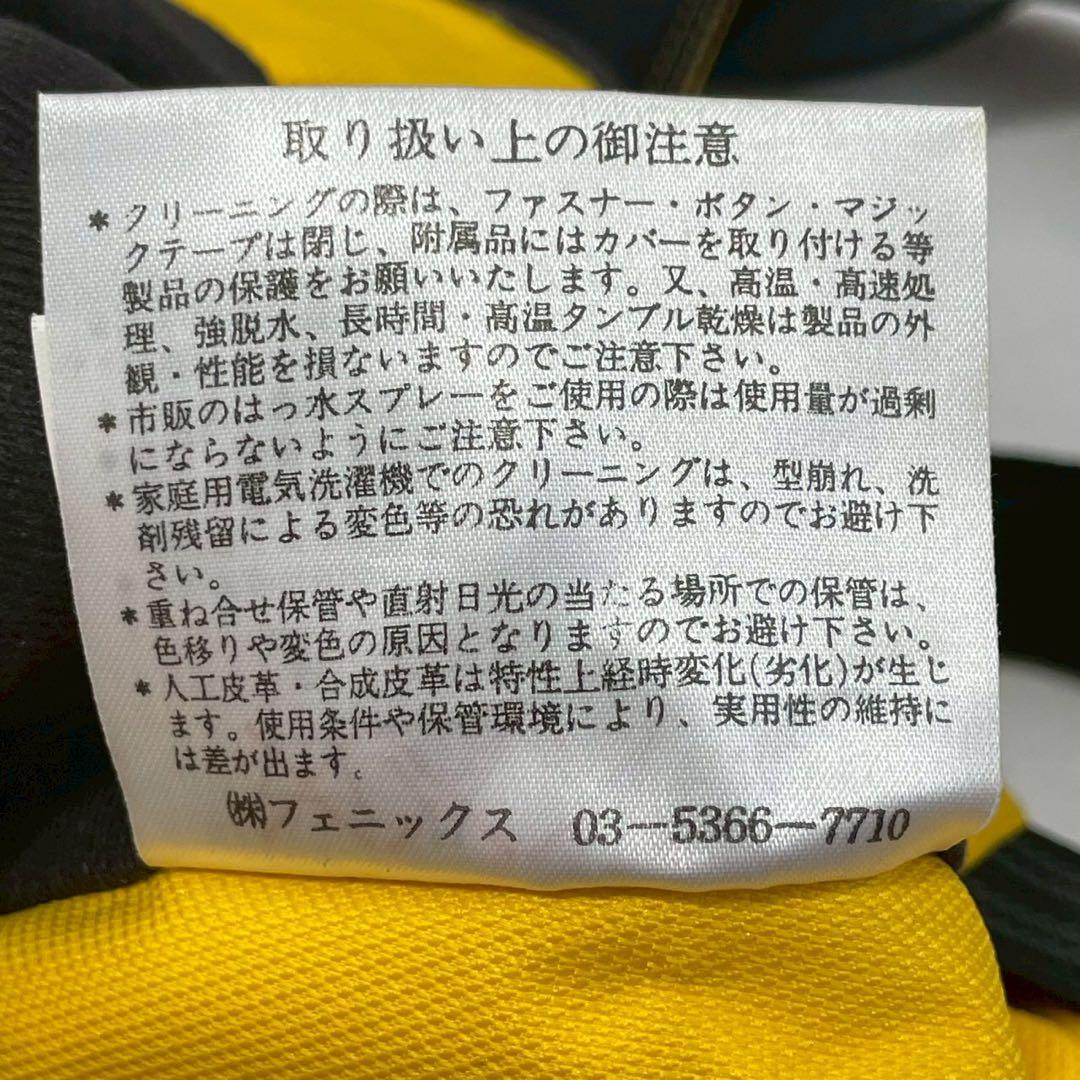 取り扱い上の御注意
* クリーニングの際は、ファスナー・ボタン・マジッ
クテープは閉じ、附属品にはカバーを取り付ける等
製品の保護をお願いいたします。又、高温・高速処
理、強脱水、長時間・高温タンブル乾燥は製品の外
観・性能を損ないますのでご注意下さい。
* 市販のはっ水スプレーをご使用の際は使用量が過剰
にならないようにご注意下さい。
* 家庭用電気洗濯機でのクリーニングは、型崩れ、洗
剤残留による変色等の恐れがありますのでお避け下
さい。
* 重ね合せ保管や直射日光の当たる場所での保管は、
色移りや変色の原因となりますのでお避け下さい。
* 人工皮革・合成皮革は特性上経時変化(劣化)が生じ
ます。使用条件や保管環境により、実用性の維持に
は差が出ます。
㈱フェニックス 03-5366-7710